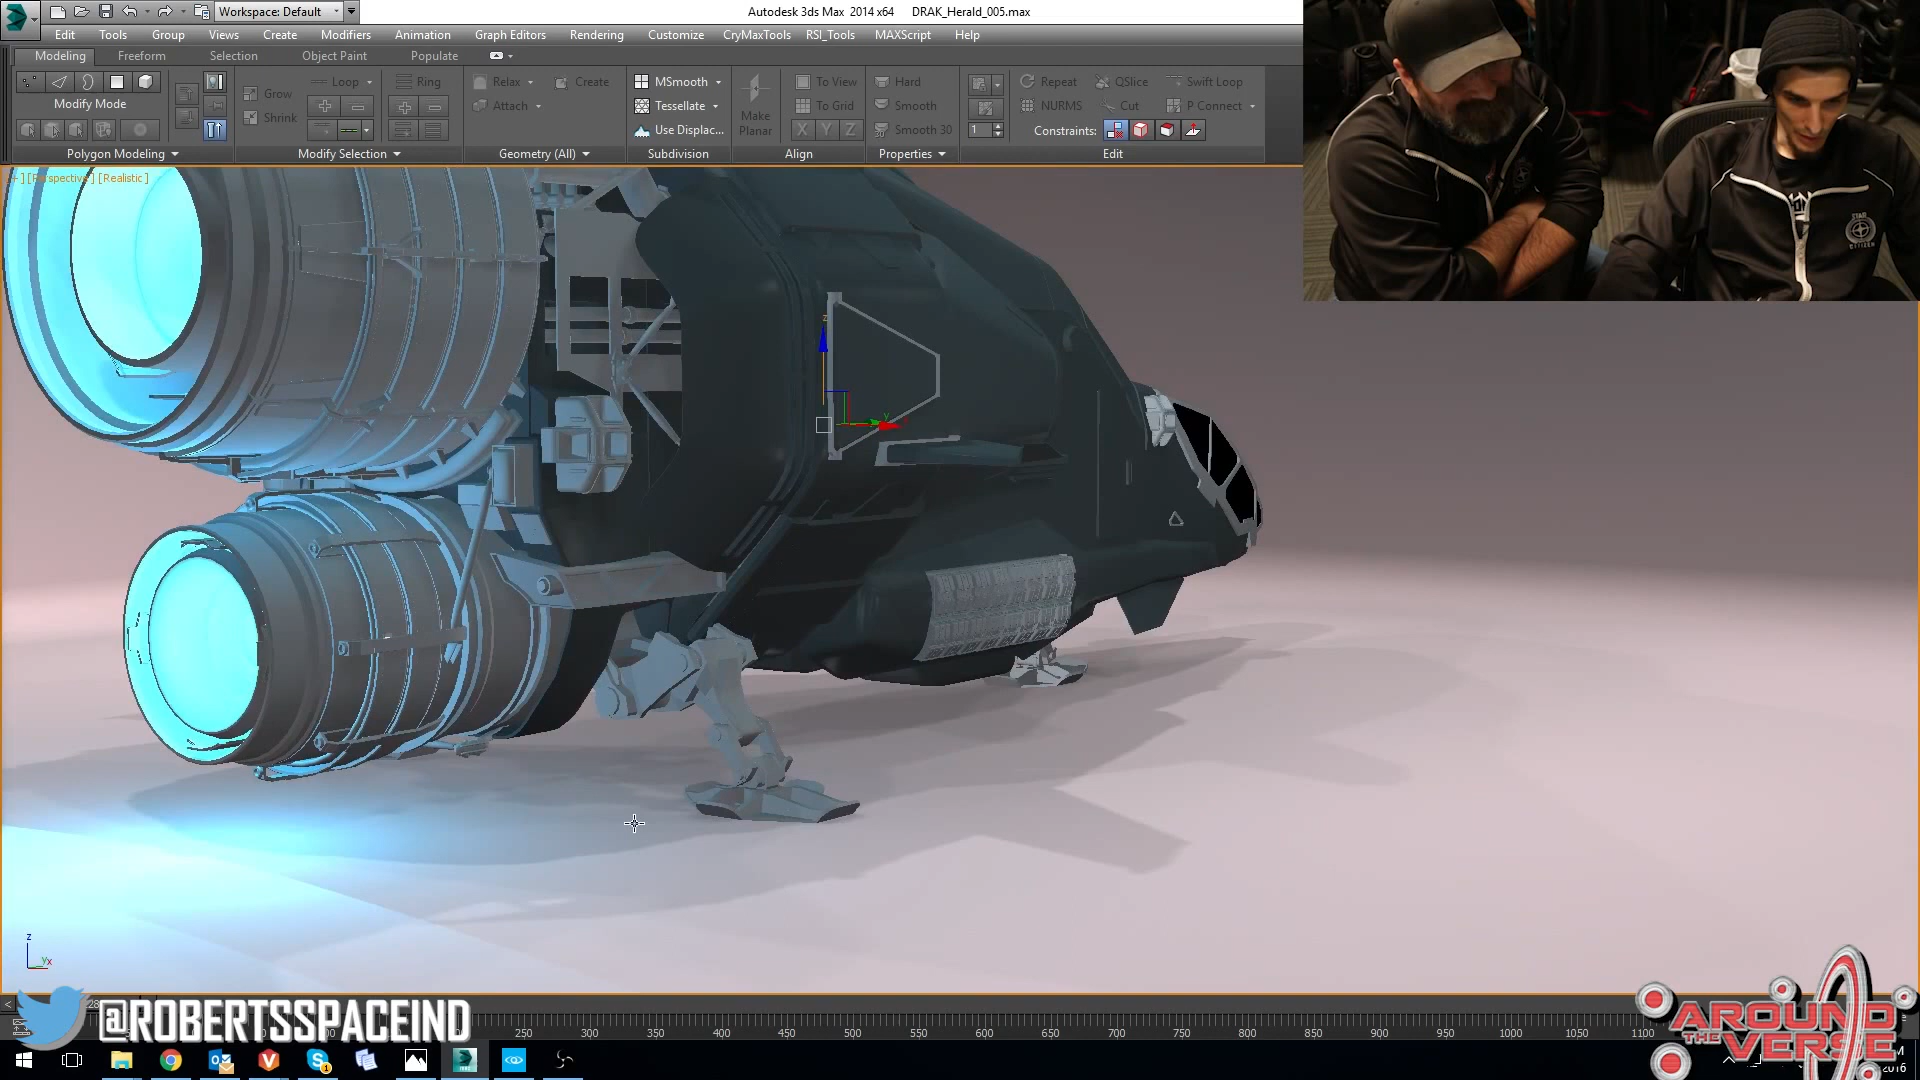 Workspace: Default
Autodesk 3ds Max 2014 x64 DRAK_Herald_005.max
Edit Tools Group Views Create Modifiers Animation Graph Editors Rendering Customize CryMaxTools RSI_Tools MAXScript Help
Modeling Freeform Selection Object Paint Populate
Loop Ring Relax Create MSmooth To View Hard Repeat QSlice Swift Loop
Modify Mode Grow Attach Tessellate To Grid Smooth NURMS Cut P Connect
Shrink Use Displac... Make Planar X Y Z Smooth 30 1 Constraints:
Polygon Modeling Modify Selection Geometry (All) Subdivision Align Properties Edit
[Perspective] [Realistic]
z
y
STAR
CITIZEN
z
y x
@ROBERTSSPACEIND
250 300 350 400 450 500 550 600 650 700 750 800 850 900 950 1000 1050 1100
AROUND
THE VERSE